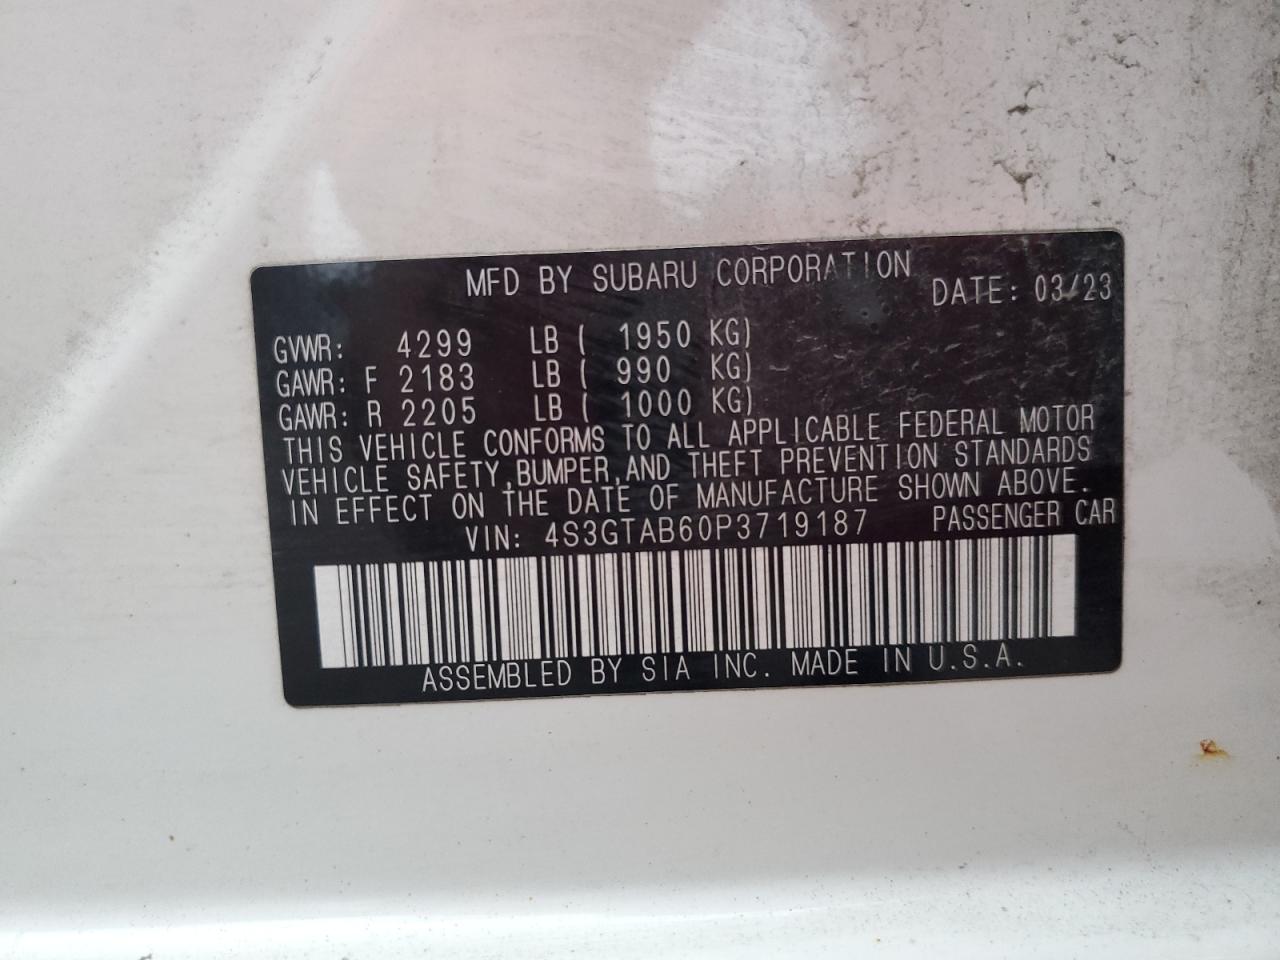 MFD BY SUBARU CORPORATION
DATE: 03/23
GVWR: 4299 LB ( 1950 KG)
GAWR: F 2183 LB ( 990 KG)
GAWR: R 2205 LB ( 1000 KG)
THIS VEHICLE CONFORMS TO ALL APPLICABLE FEDERAL MOTOR
VEHICLE SAFETY,BUMPER,AND THEFT PREVENTION STANDARDS
IN EFFECT ON THE DATE OF MANUFACTURE SHOWN ABOVE.
VIN: 4S3GTAB60P3719187 PASSENGER CAR
ASSEMBLED BY SIA INC. MADE IN U.S.A.